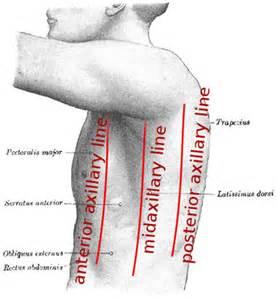 Trapezius
Pectoralis major
Latissimus dorsi
Serratus anterior
Obliquus externus
Rectus abdominis
anterior axillary line
midaxillary line
posterior axillary line